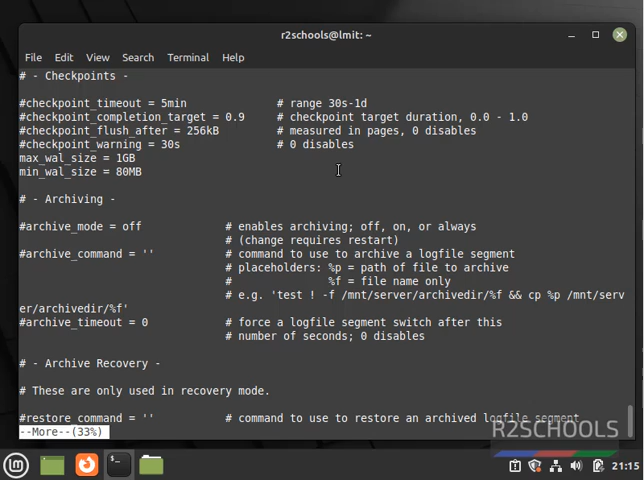 r2schools@lmit: ~
File Edit View Search Terminal Help
# - Checkpoints -
#checkpoint_timeout = 5min # range 30s-1d
#checkpoint_completion_target = 0.9 # checkpoint target duration, 0.0 - 1.0
#checkpoint_flush_after = 256kB # measured in pages, 0 disables
#checkpoint_warning = 30s # 0 disables
max_wal_size = 1GB
min_wal_size = 80MB
# - Archiving -
#archive_mode = off # enables archiving; off, on, or always
# (change requires restart)
#archive_command = '' # command to use to archive a logfile segment
# placeholders: %p = path of file to archive
# %f = file name only
# e.g. 'test ! -f /mnt/server/archivedir/%f && cp %p /mnt/serv
er/archivedir/%f'
#archive_timeout = 0 # force a logfile segment switch after this
# number of seconds; 0 disables
# - Archive Recovery -
# These are only used in recovery mode.
#restore_command = '' # command to use to restore an archived logfile segment
--More--(33%)
R2SCHOOLS
21:15